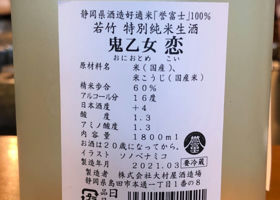 静岡県酒造好適米「誉富士」100%
若竹 特別純米生酒
鬼乙女 恋
おにおとめ こい
原材料名 米(国産)、
米こうじ(国産米)
精米歩合 60%
アルコール分 16度
日本酒度 +4
酸度 1.3
アミノ酸度 1.3
内容量 1800ml
お酒は20歳になってから。
イラスト ソノベナミコ
製造年月 2021.03
要冷蔵
製造者 株式会社大村屋酒造場
静岡県島田市本通一丁目1番の8
日本酒